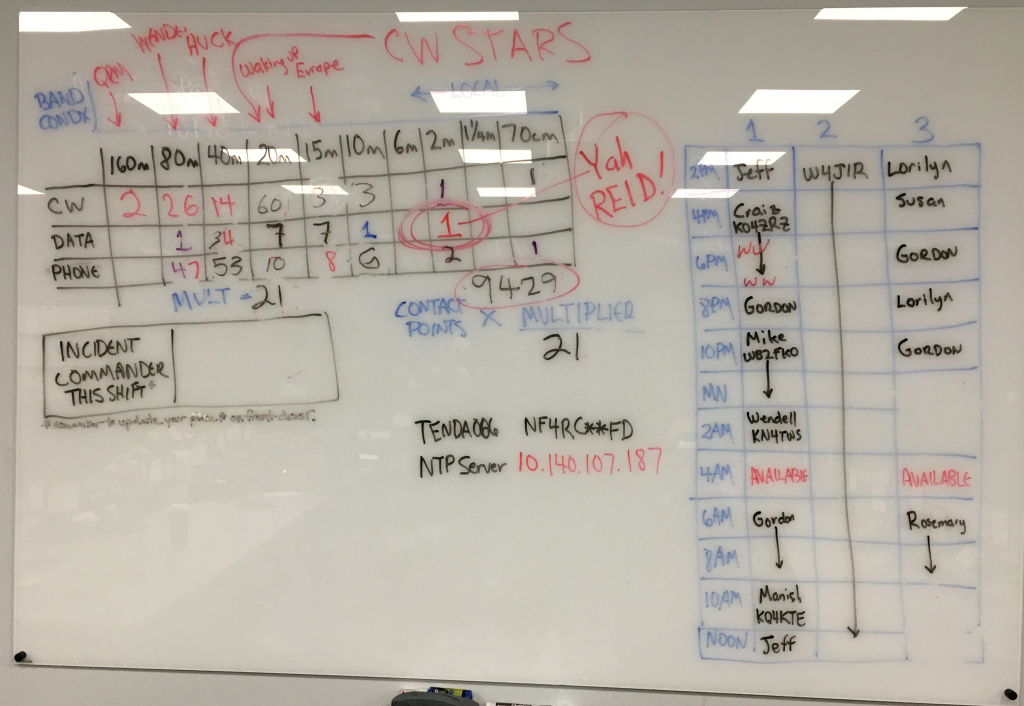 CW STARS
WENDELL HUCK
QRM Waking up Europe
BAND CONDX
LOCAL
160m 80m 40m 20m 15m 10m 6m 2m 1¼m 70cm
1
CW 2 26 14 60 3 3 1
DATA 1 34 7 7 1 1
PHONE 47 53 10 8 6 2 1
Yah
REID!
MULT = 21
9429
CONTACT
POINTS X MULTIPLIER
21
INCIDENT
COMMANDER
THIS SHIFT*
TENDA066 NF4RC**FD
NTP Server 10.140.107.187
1 2 3
2PM Jeff W4JIR Lorilyn
4PM Craig Susan
KO4ZRZ
6PM WW GORDON
WW
8PM GORDON Lorilyn
10PM Mike GORDON
WB2FKO
MN
2AM Wendell
KN4TWS
4AM AVAILABLE AVAILABLE
6AM Gordon Rosemary
8AM
10AM Manish
KQ4KTE
NOON Jeff